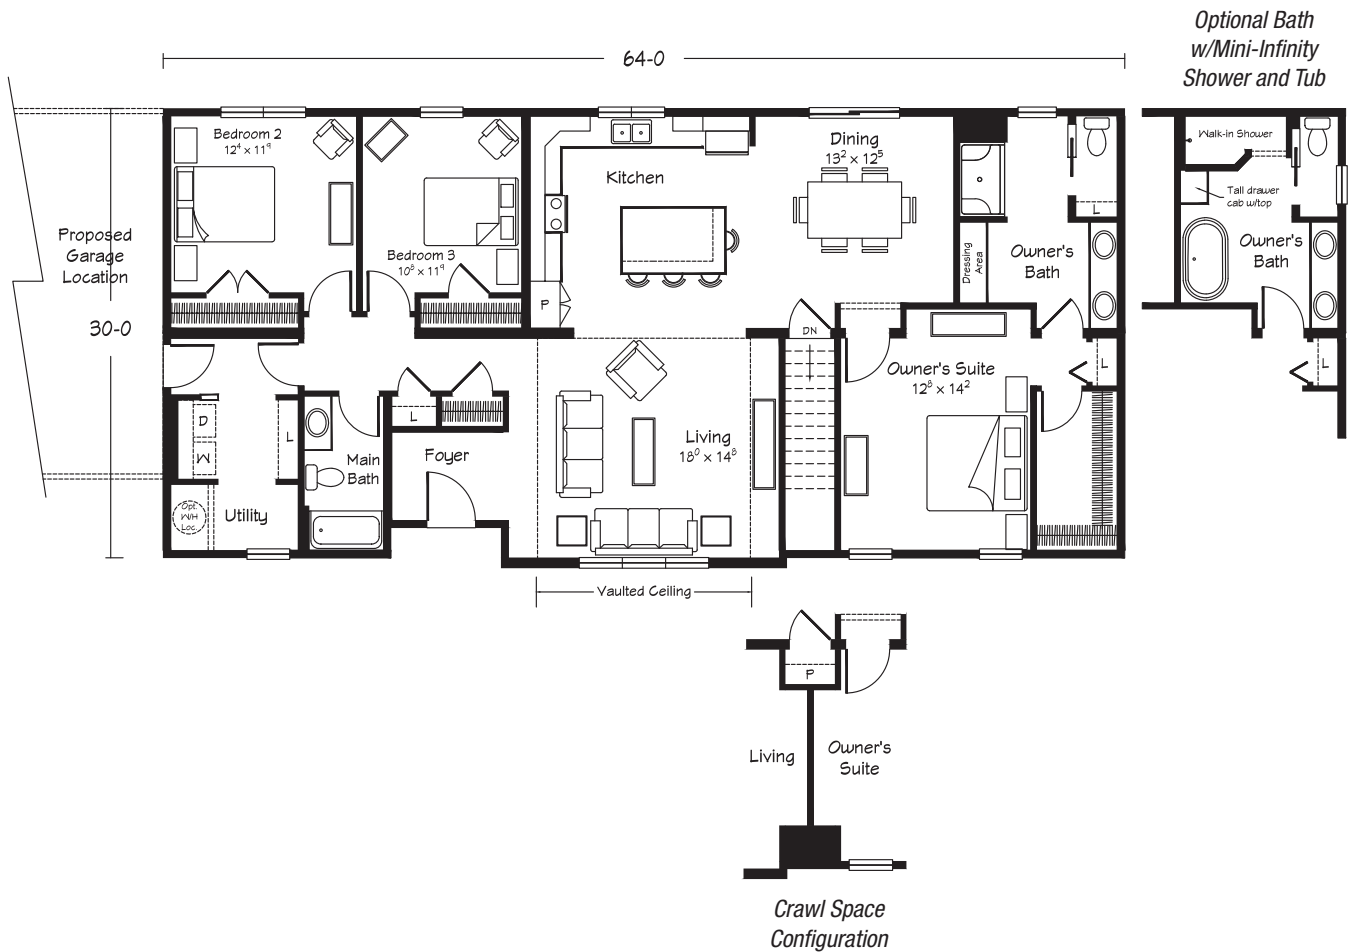 Optional Bath
w/Mini-Infinity
Shower and Tub
64-0
Bedroom 2
12⁴ x 11⁹
Dining
13² x 12⁵
Walk-in Shower
Kitchen
Tall drawer
cab w/top
L
Proposed
Garage
Location
Bedroom 3
10⁸ x 11⁹
Dressing
Area
Owner's
Bath
Owner's
Bath
30-0
P
DN
Owner's Suite
12⁸ x 14²
L
L
D
W
L
L
Main
Bath
Foyer
Living
18⁰ x 14⁸
Opt.
W/H
Loc.
Utility
Vaulted Ceiling
P
Living
Owner's
Suite
Crawl Space
Configuration